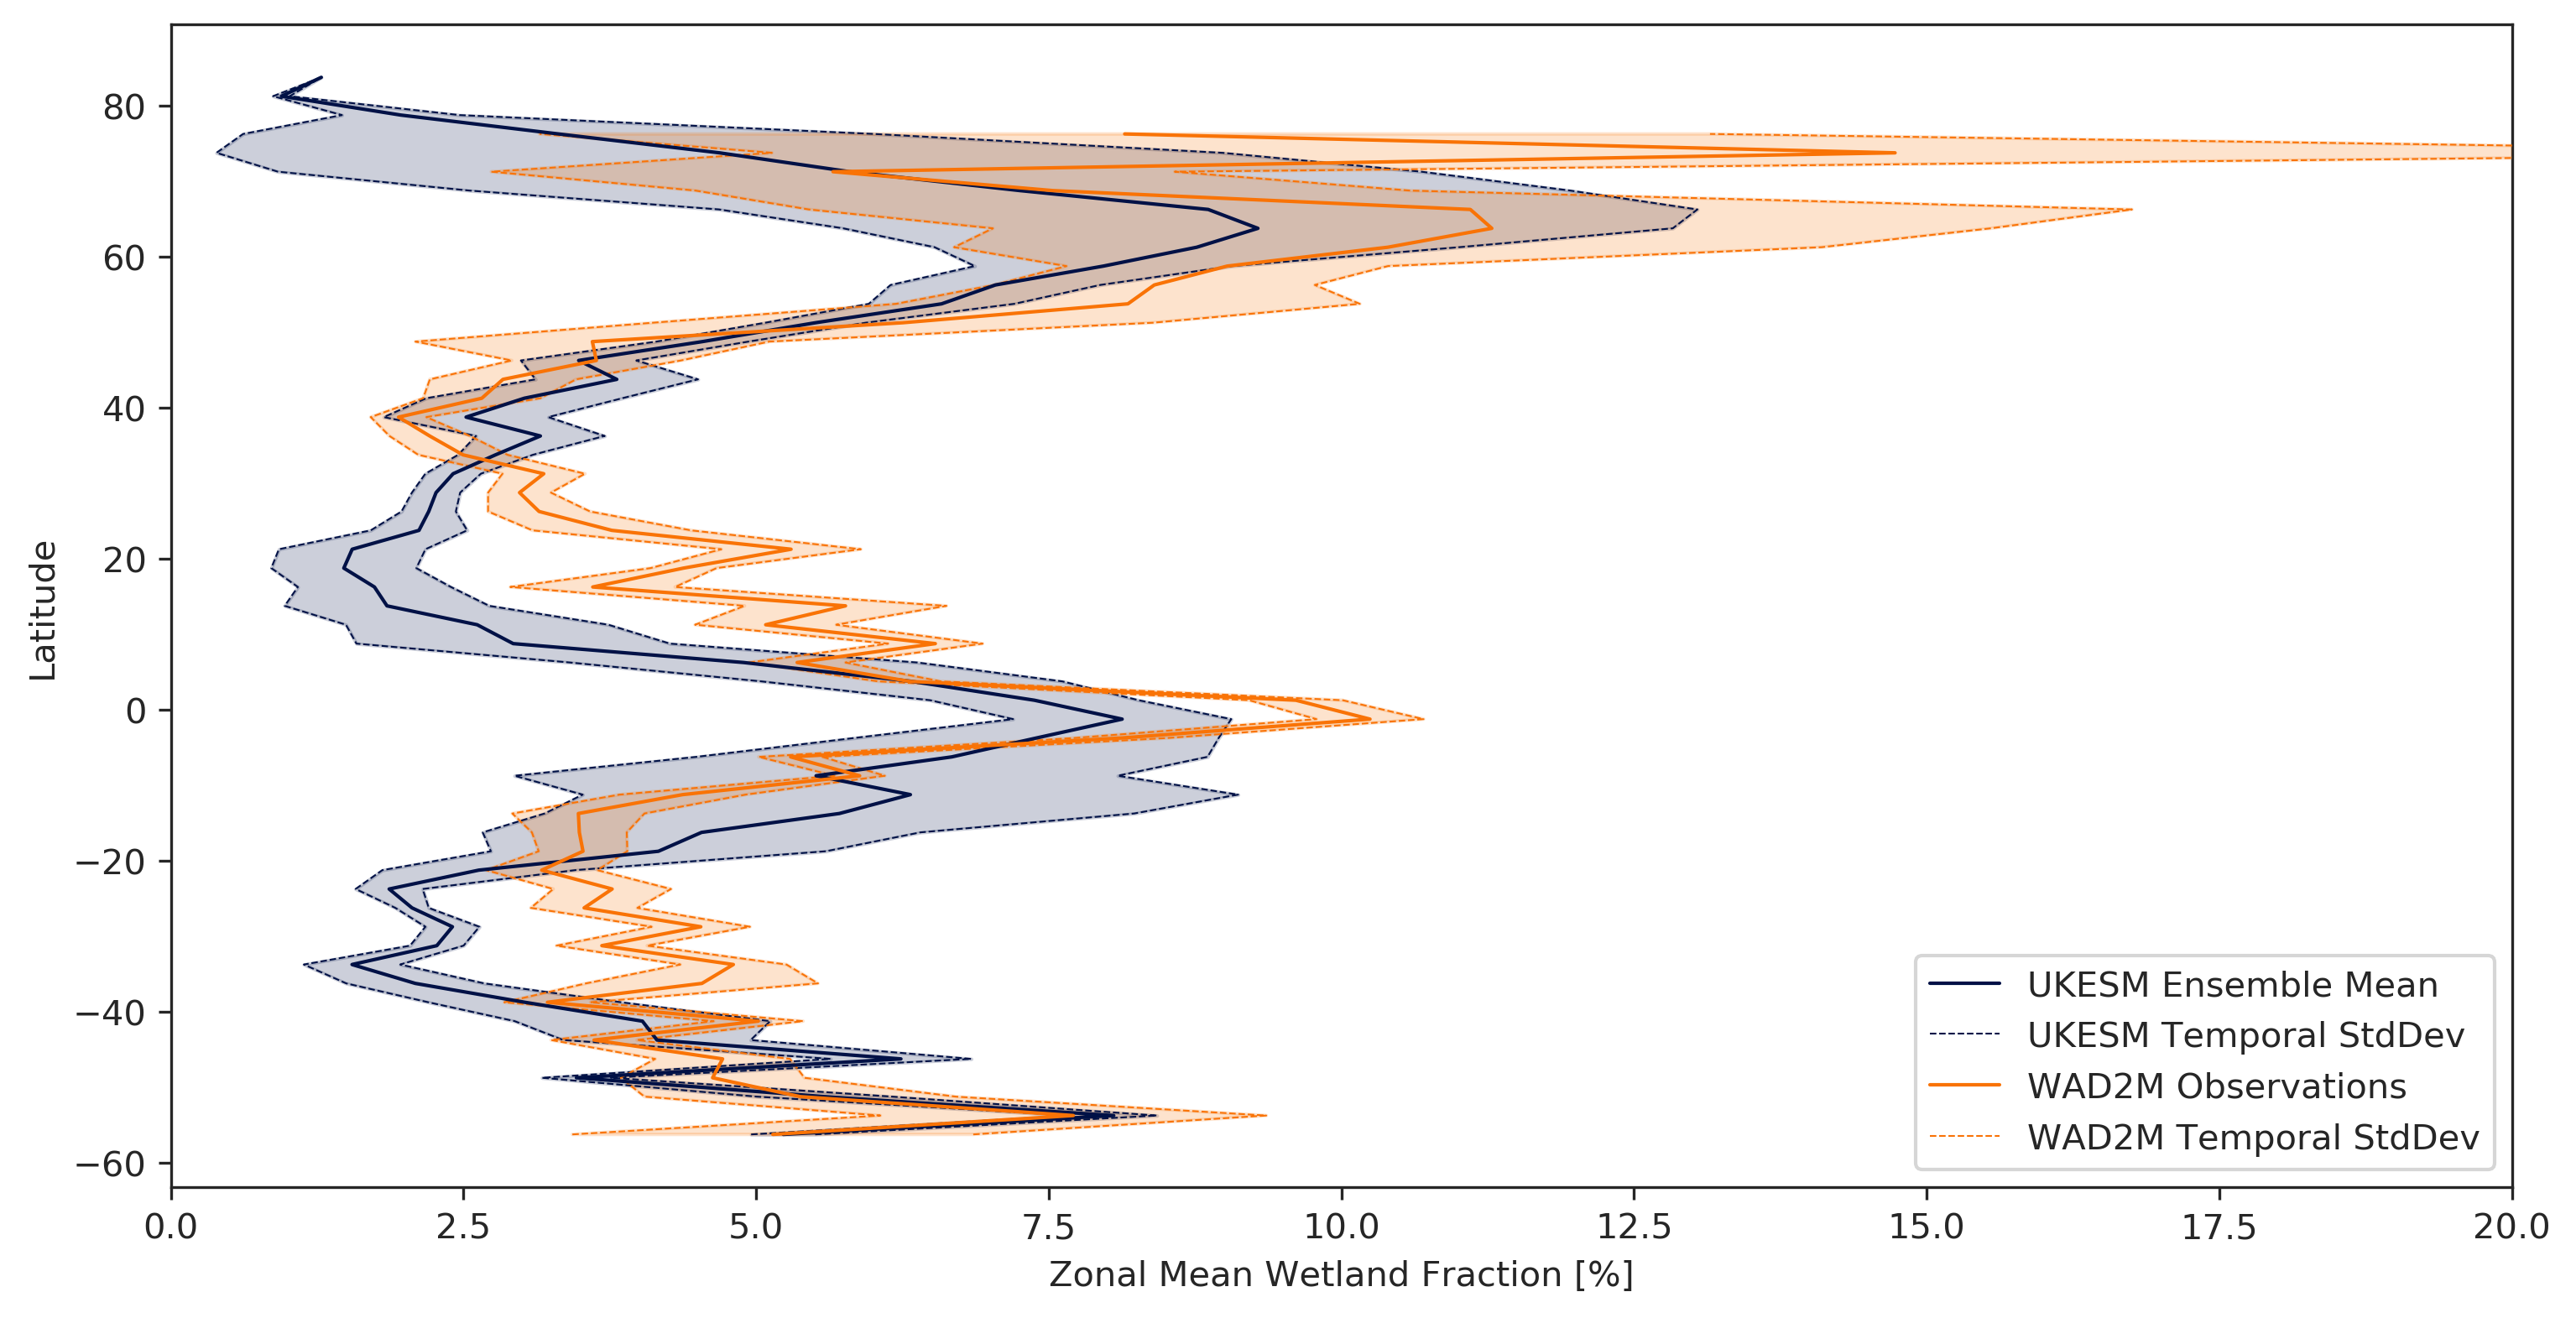 80
60
40
20
0
−20
−40
−60
Latitude
0.0 2.5 5.0 7.5 10.0 12.5 15.0 17.5 20.0
Zonal Mean Wetland Fraction [%]
UKESM Ensemble Mean
UKESM Temporal StdDev
WAD2M Observations
WAD2M Temporal StdDev